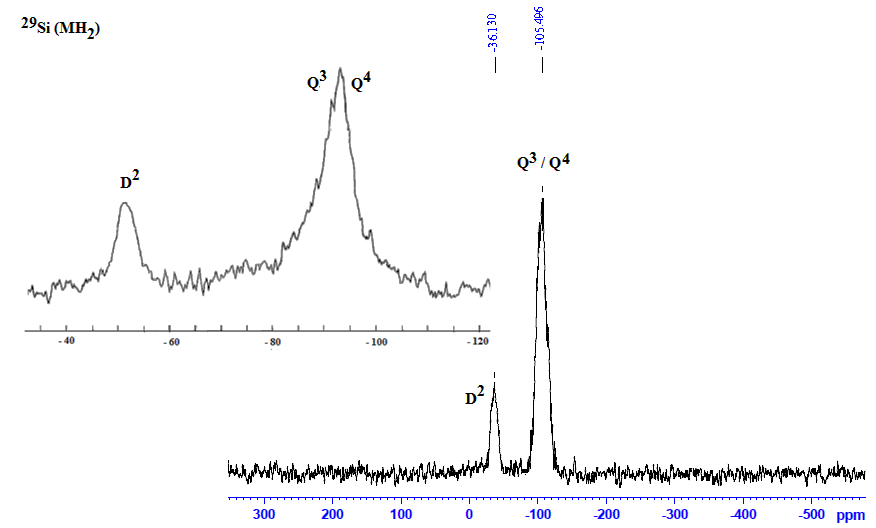 29Si (MH2)
-36.130
-105.496
Q3 Q4
D2
Q3 / Q4
-40 -60 -80 -100 -120
D2
300 200 100 0 -100 -200 -300 -400 -500 ppm